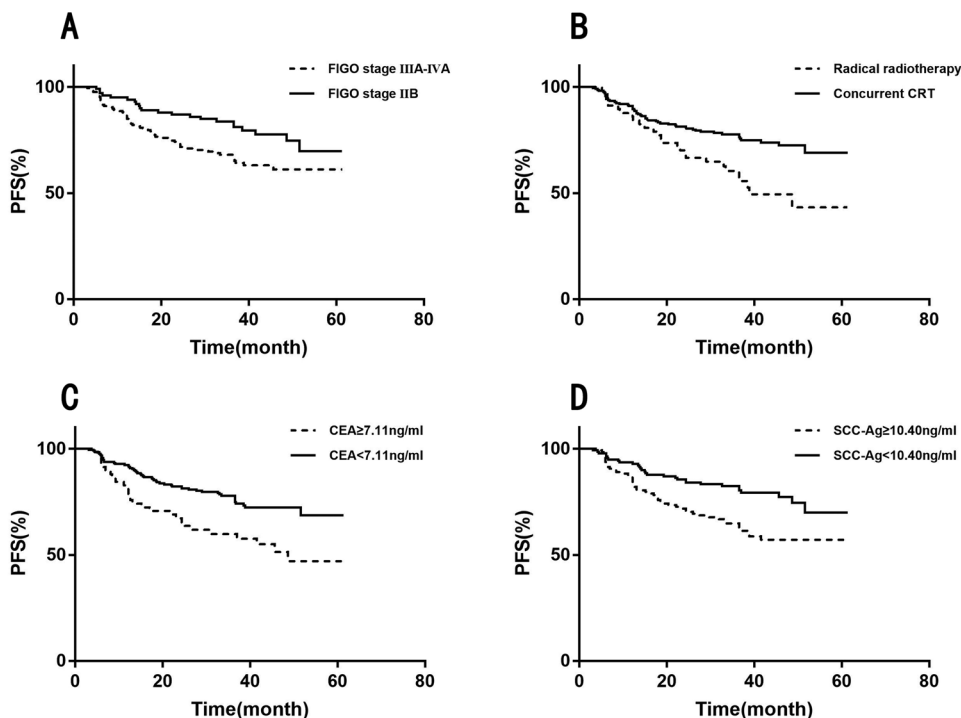 A
FIGO stage IIIA-IVA
FIGO stage IIB
100
50
0
PFS(%)
0 20 40 60 80
Time(month)
B
Radical radiotherapy
Concurrent CRT
100
50
0
PFS(%)
0 20 40 60 80
Time(month)
C
CEA≥7.11ng/ml
CEA<7.11ng/ml
100
50
0
PFS(%)
0 20 40 60 80
Time(month)
D
SCC-Ag≥10.40ng/ml
SCC-Ag<10.40ng/ml
100
50
0
PFS(%)
0 20 40 60 80
Time(month)